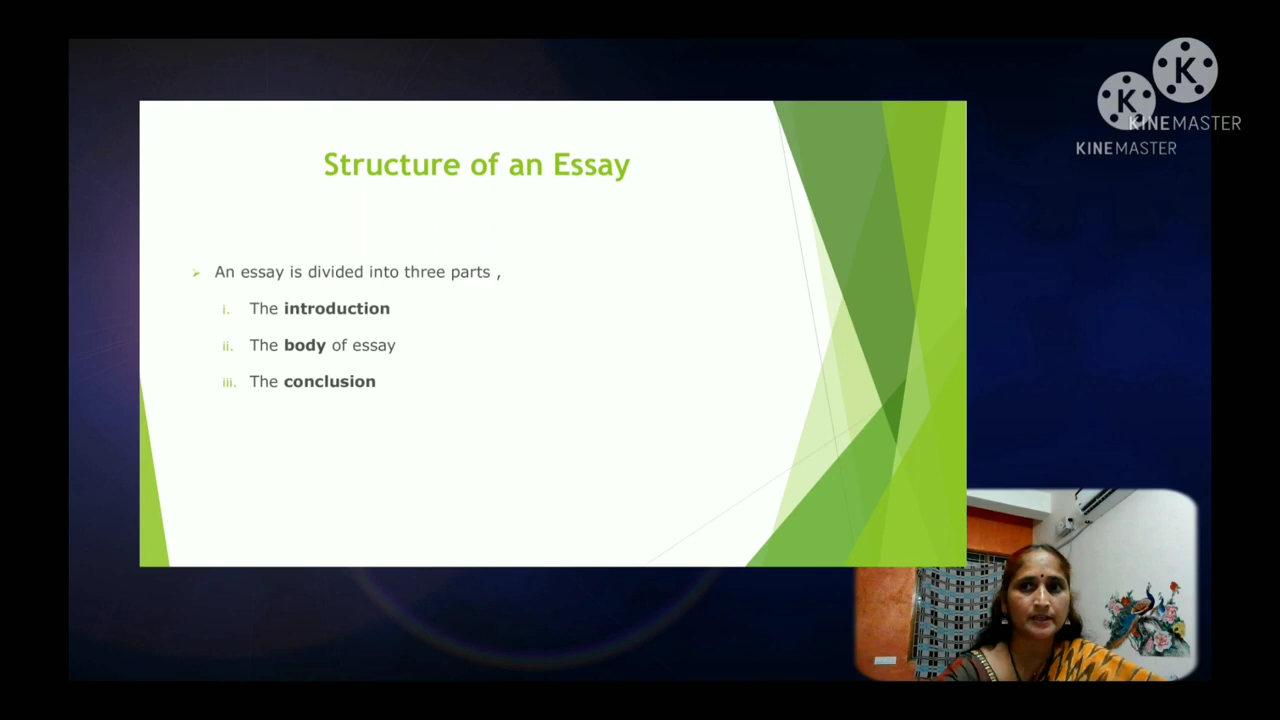 KINEMASTER
KINEMASTER
Structure of an Essay
An essay is divided into three parts ,
i. The introduction
ii. The body of essay
iii. The conclusion